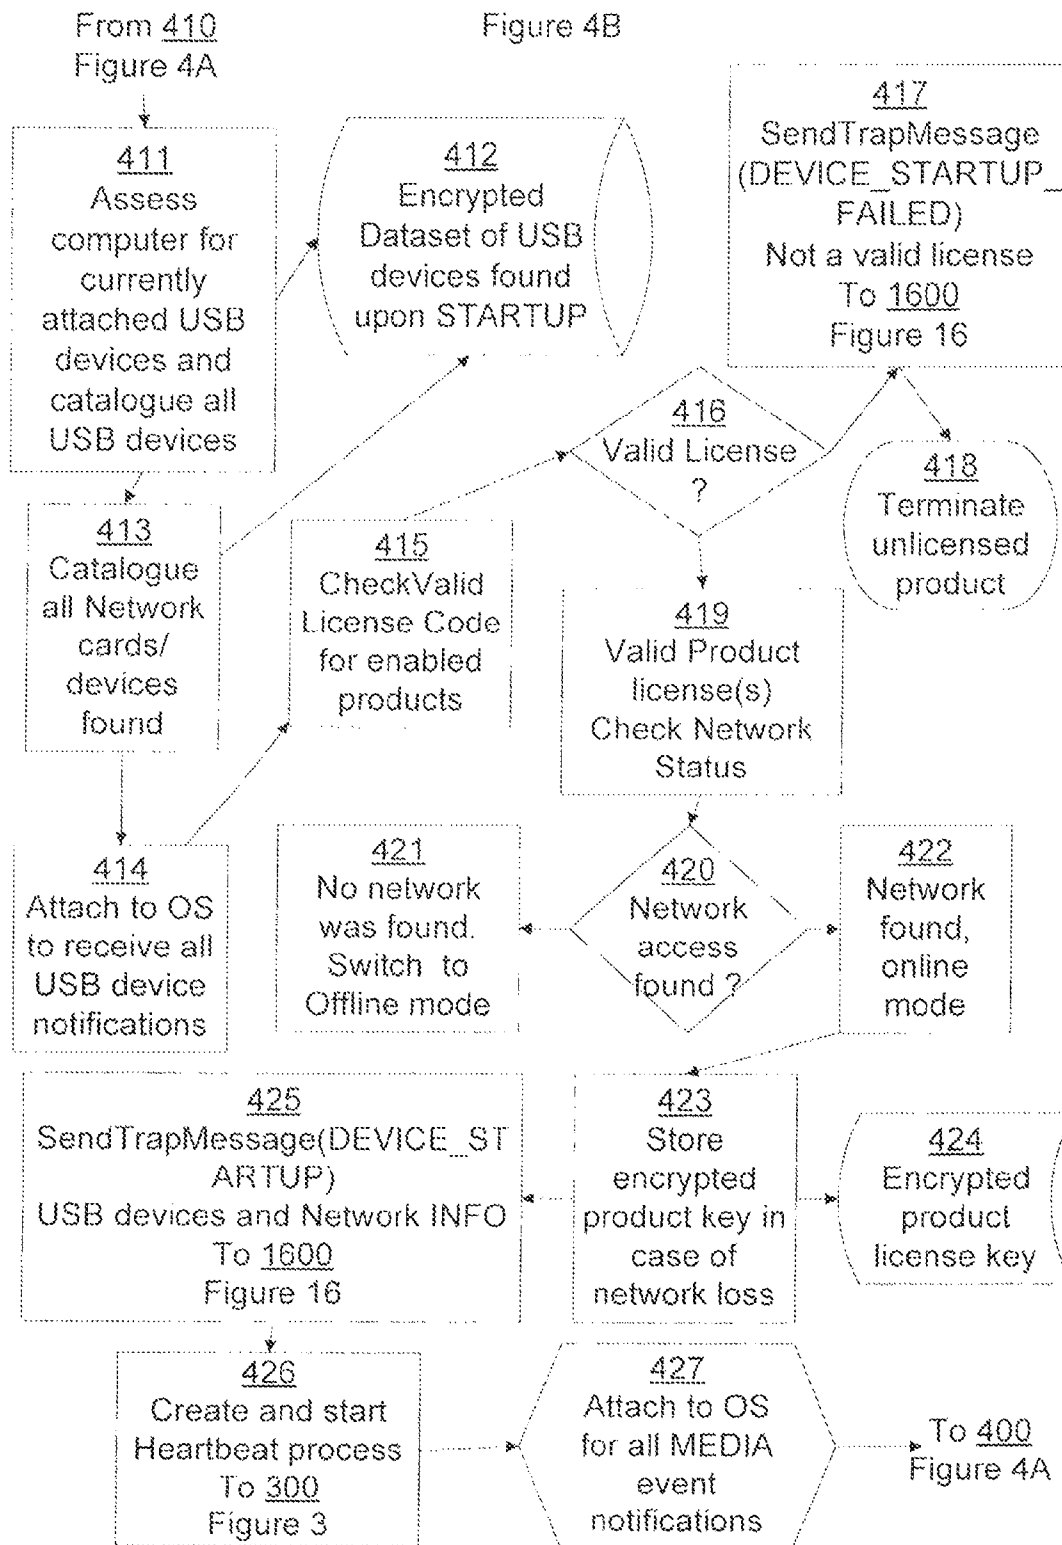 From 410
Figure 4A
Figure 4B
411
Assess
computer for
currently
attached USB
devices and
catalogue all
USB devices
412
Encrypted
Dataset of USB
devices found
upon STARTUP
417
SendTrapMessage
(DEVICE_STARTUP_
FAILED)
Not a valid license
To 1600
Figure 16
416
Valid License
?
418
Terminate
unlicensed
product
413
Catalogue
all Network
cards/
devices
found
415
CheckValid
License Code
for enabled
products
419
Valid Product
license(s)
Check Network
Status
414
Attach to OS
to receive all
USB device
notifications
421
No network
was found.
Switch to
Offline mode
420
Network
access
found ?
422
Network
found,
online
mode
425
SendTrapMessage(DEVICE_ST
ARTUP)
USB devices and Network INFO
To 1600
Figure 16
423
Store
encrypted
product key in
case of
network loss
424
Encrypted
product
license key
426
Create and start
Heartbeat process
To 300
Figure 3
427
Attach to OS
for all MEDIA
event
notifications
To 400
Figure 4A